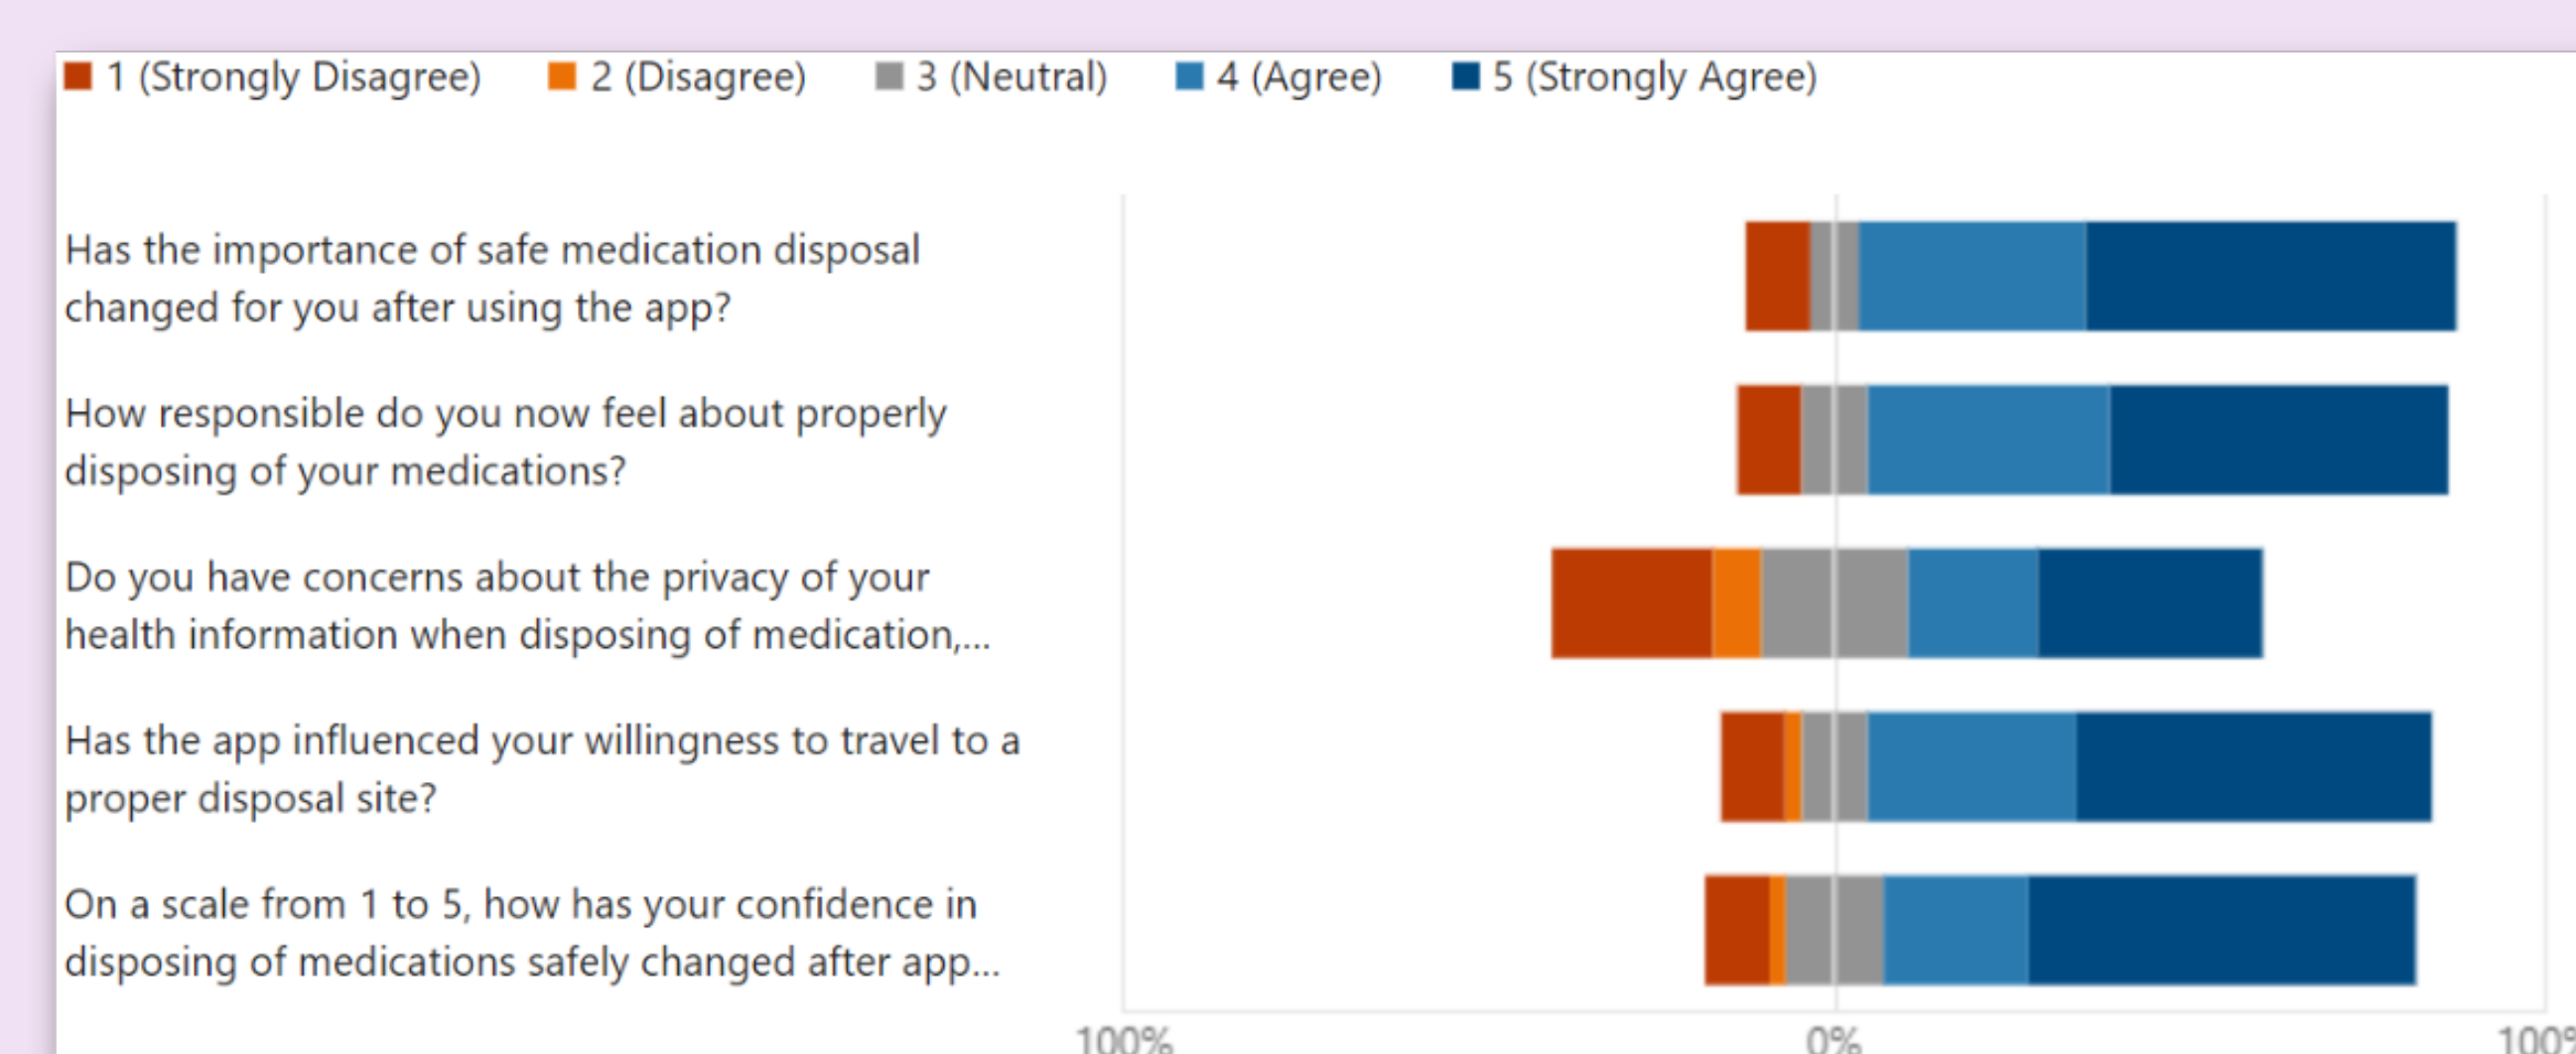 1 (Strongly Disagree) 2 (Disagree) 3 (Neutral) 4 (Agree) 5 (Strongly Agree)
Has the importance of safe medication disposal
changed for you after using the app?
How responsible do you now feel about properly
disposing of your medications?
Do you have concerns about the privacy of your
health information when disposing of medication,...
Has the app influenced your willingness to travel to a
proper disposal site?
On a scale from 1 to 5, how has your confidence in
disposing of medications safely changed after app...
100% 0% 100%